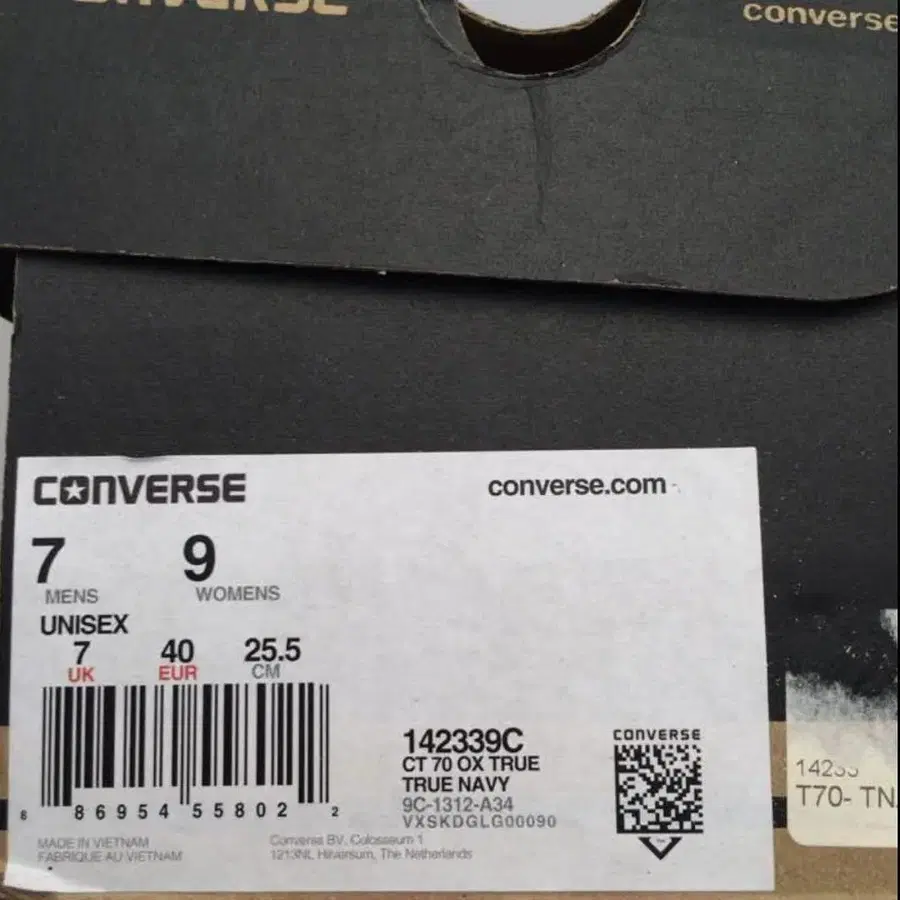 CONVERSE
converse
CONVERSE
converse.com
7 9
MENS WOMENS
UNISEX
7 40 25.5
UK EUR CM
8 86954 55802 2
142339C
CT 70 OX TRUE
TRUE NAVY
9C-1312-A34
VXSKDGLG00090
CONVERSE
MADE IN VIETNAM
FABRIQUE AU VIETNAM
Converes BV, Colosseum 1
1213NL Hilversum, The Netherlands
T70- TN